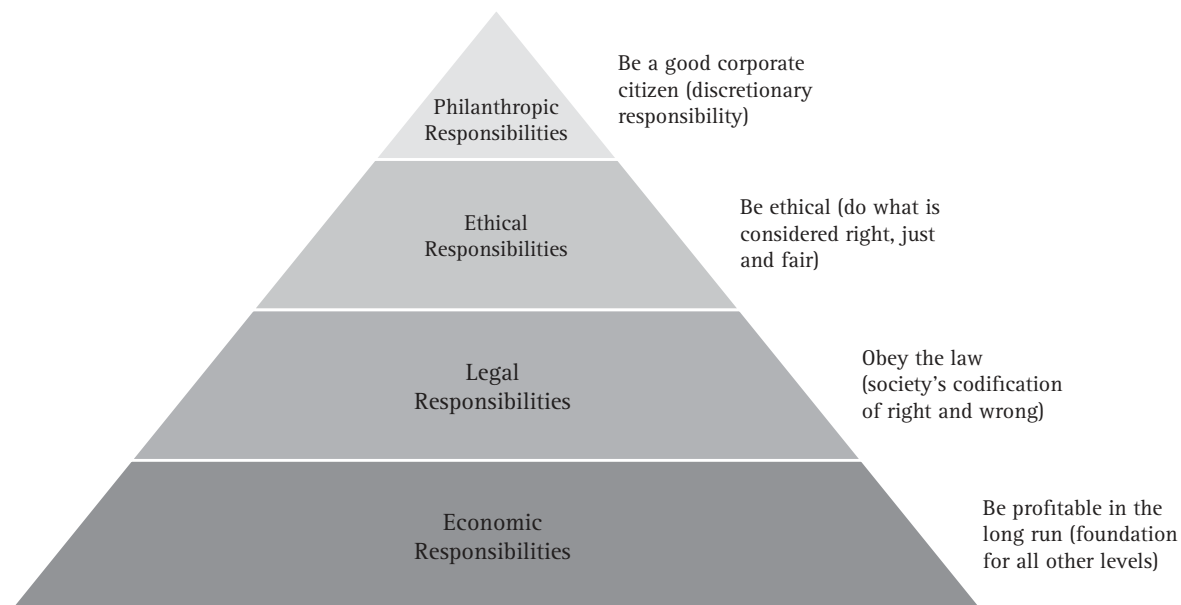 Philanthropic
Responsibilities
Be a good corporate
citizen (discretionary
responsibility)
Ethical
Responsibilities
Be ethical (do what is
considered right, just
and fair)
Legal
Responsibilities
Obey the law
(society’s codification
of right and wrong)
Economic
Responsibilities
Be profitable in the
long run (foundation
for all other levels)